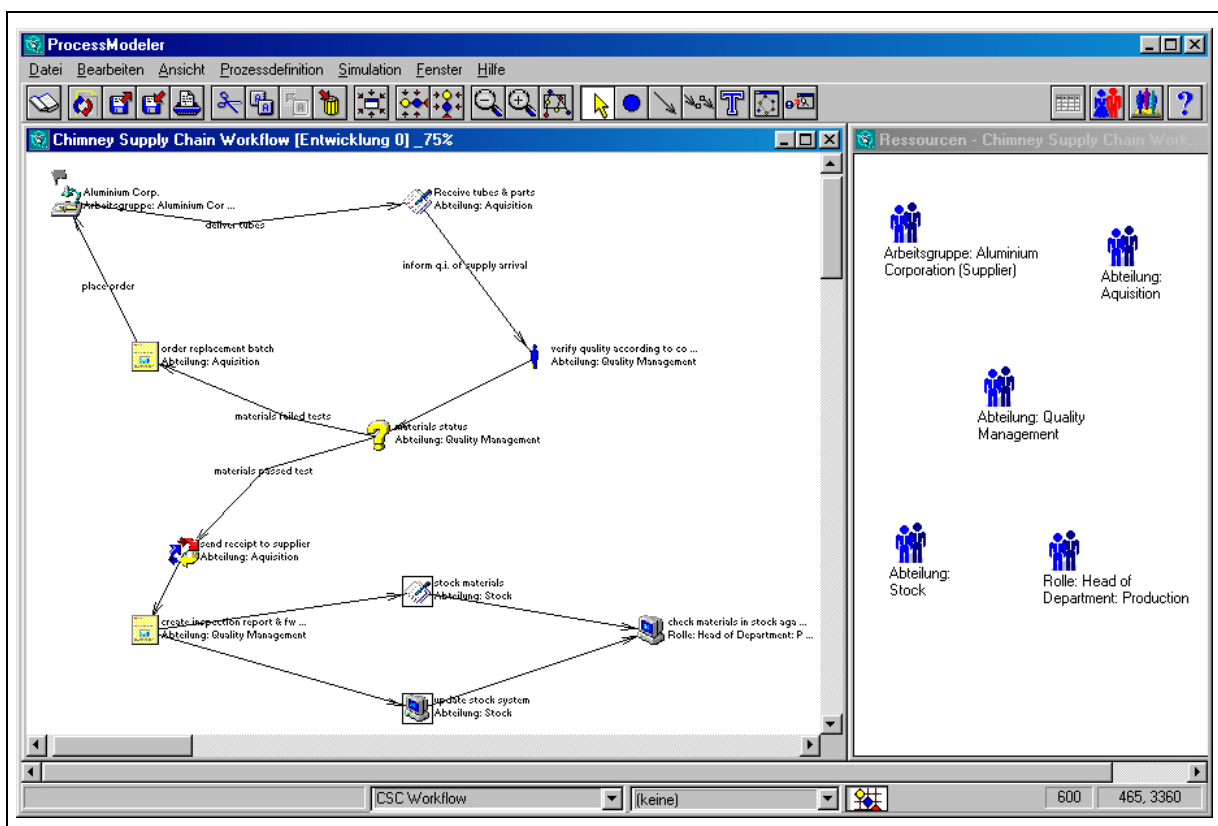 ProcessModeler
Datei Bearbeiten Ansicht Prozessdefinition Simulation Fenster Hilfe
Chimney Supply Chain Workflow [Entwicklung 0] _75%
Aluminium Corp.
Arbeitsgruppe: Aluminium Cor ...
deliver tubes
Receive tubes & parts
Abteilung: Aquisition
inform q.i. of supply arrival
place order
order replacement batch
Abteilung: Aquisition
verify quality according to co ...
Abteilung: Quality Management
materials failed tests
materials status
Abteilung: Quality Management
materials passed test
send receipt to supplier
Abteilung: Aquisition
stock materials
Abteilung: Stock
create inspection report & fw ...
Abteilung: Quality Management
check materials in stock aga ...
Rolle: Head of Department: P ...
update stock system
Abteilung: Stock
Ressourcen - Chimney Supply Chain Work...
Arbeitsgruppe: Aluminium
Corporation (Supplier)
Abteilung:
Aquisition
Abteilung: Quality
Management
Abteilung:
Stock
Rolle: Head of
Department: Production
CSC Workflow
(keine)
600
465, 3360